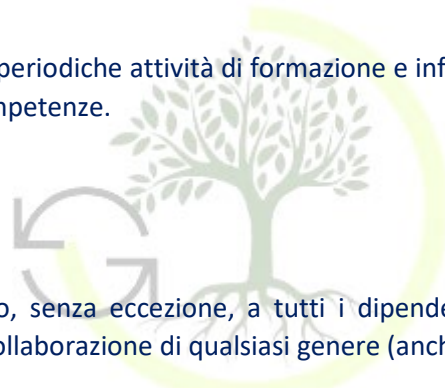 periodiche attività di formazione e inf
mpetenze.
o, senza eccezione, a tutti i dipende
ollaborazione di qualsiasi genere (anch